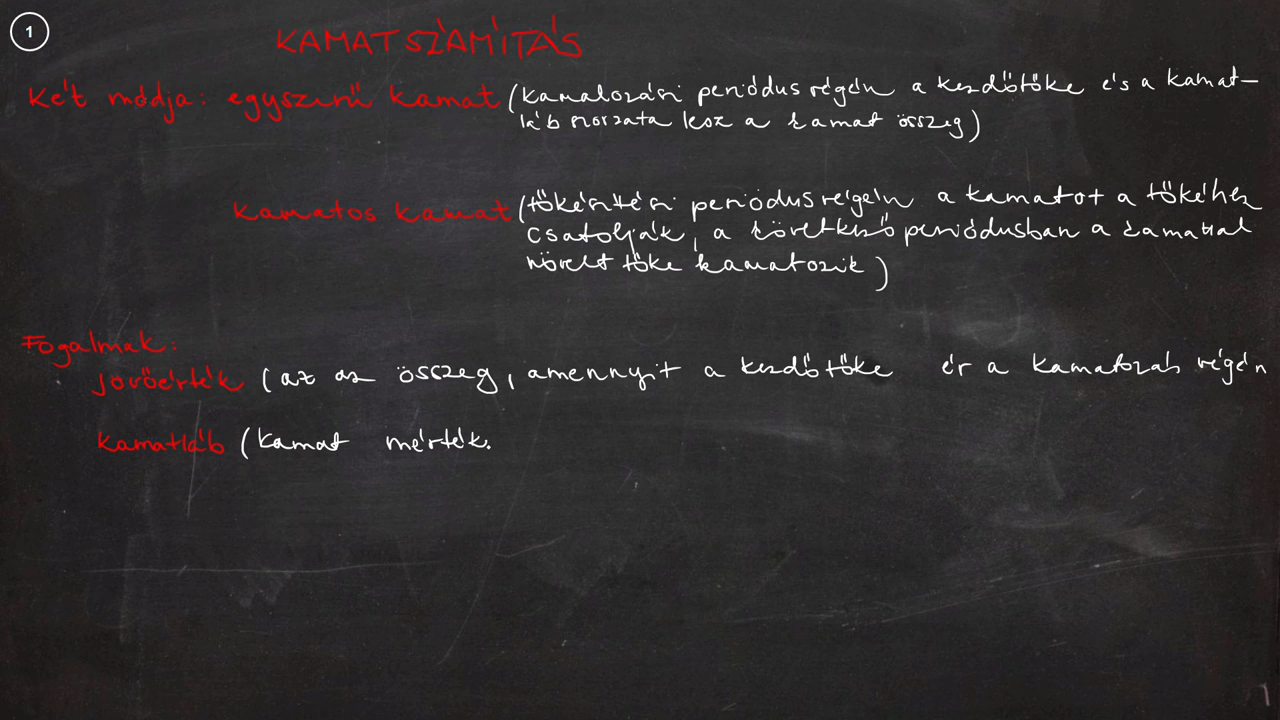 1
KAMATSZÁMÍTÁS
Két módja: egyszerű kamat (kamatozási periódus végén a kezdőtőke és a kamat-
láb szorzata lesz a kamat összeg)
kamatos kamat (tőkésítési periódus végén a kamatot a tőkéhez
csatolják, a következő periódusban a kamattal
növelt tőke kamatozik)
Fogalmak:
jövőérték (az az összeg, amennyit a kezdőtőke ér a kamatozás végén
kamatláb (kamat mérték.
1